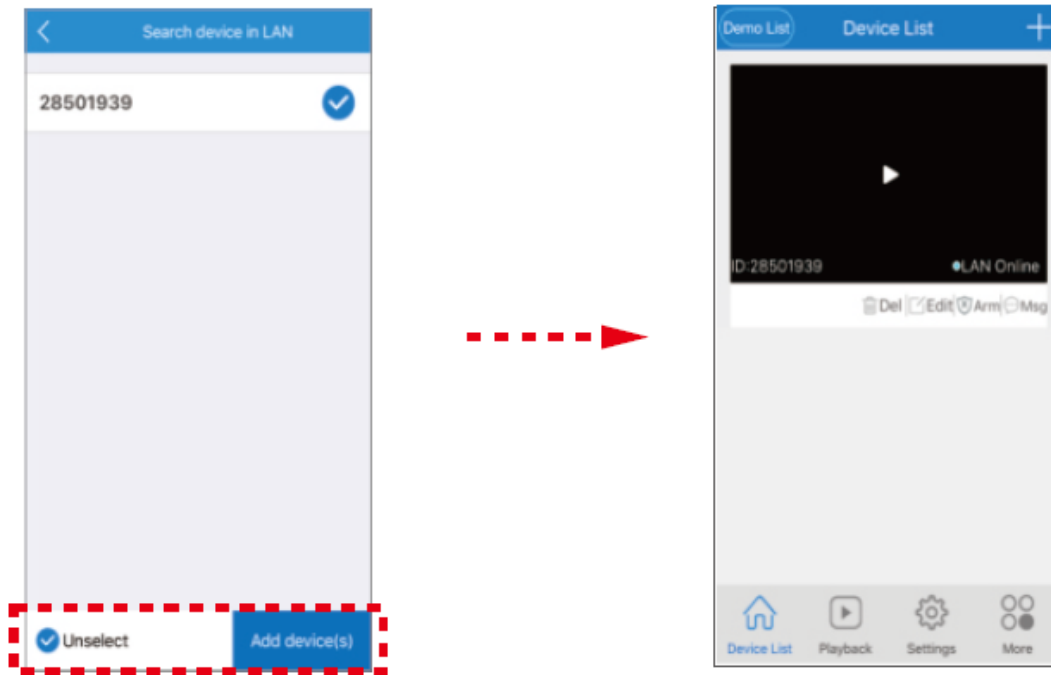 Search device in LAN
28501939
Unselect
Add device(s)
Demo List
Device List
ID:28501939
LAN Online
Del
Edit
Arm
Msg
Device List
Playback
Settings
More